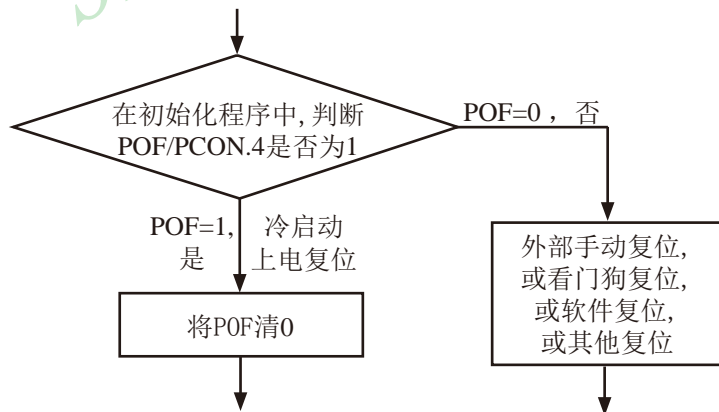 在初始化程序中, 判断
POF/PCON.4是否为1
POF=0 , 否
POF=1, 冷启动
是 上电复位
将POF清0
外部手动复位,
或看门狗复位,
或软件复位,
或其他复位